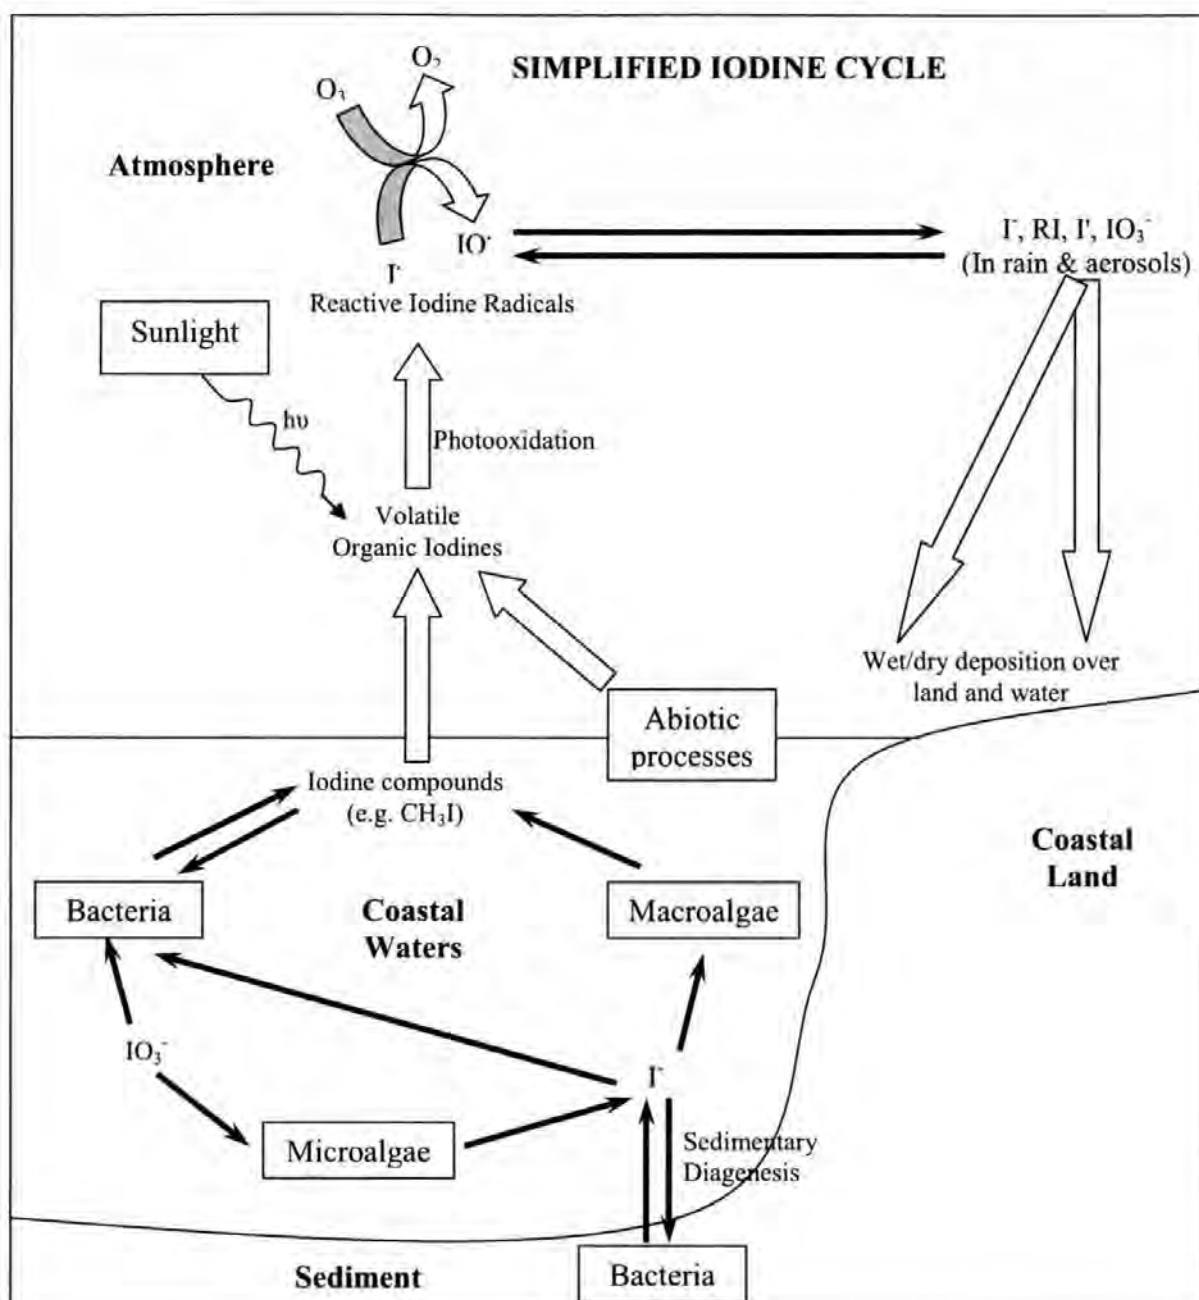 SIMPLIFIED IODINE CYCLE
O₂
O₃
Atmosphere
IO·
I·
Reactive Iodine Radicals
I⁻, RI, I', IO₃⁻
(In rain & aerosols)
Sunlight
hυ
Photooxidation
Volatile
Organic Iodines
Wet/dry deposition over
land and water
Abiotic
processes
Iodine compounds
(e.g. CH₃I)
Coastal
Land
Bacteria
Coastal
Waters
Macroalgae
IO₃⁻
I⁻
Microalgae
Sedimentary
Diagenesis
Sediment
Bacteria